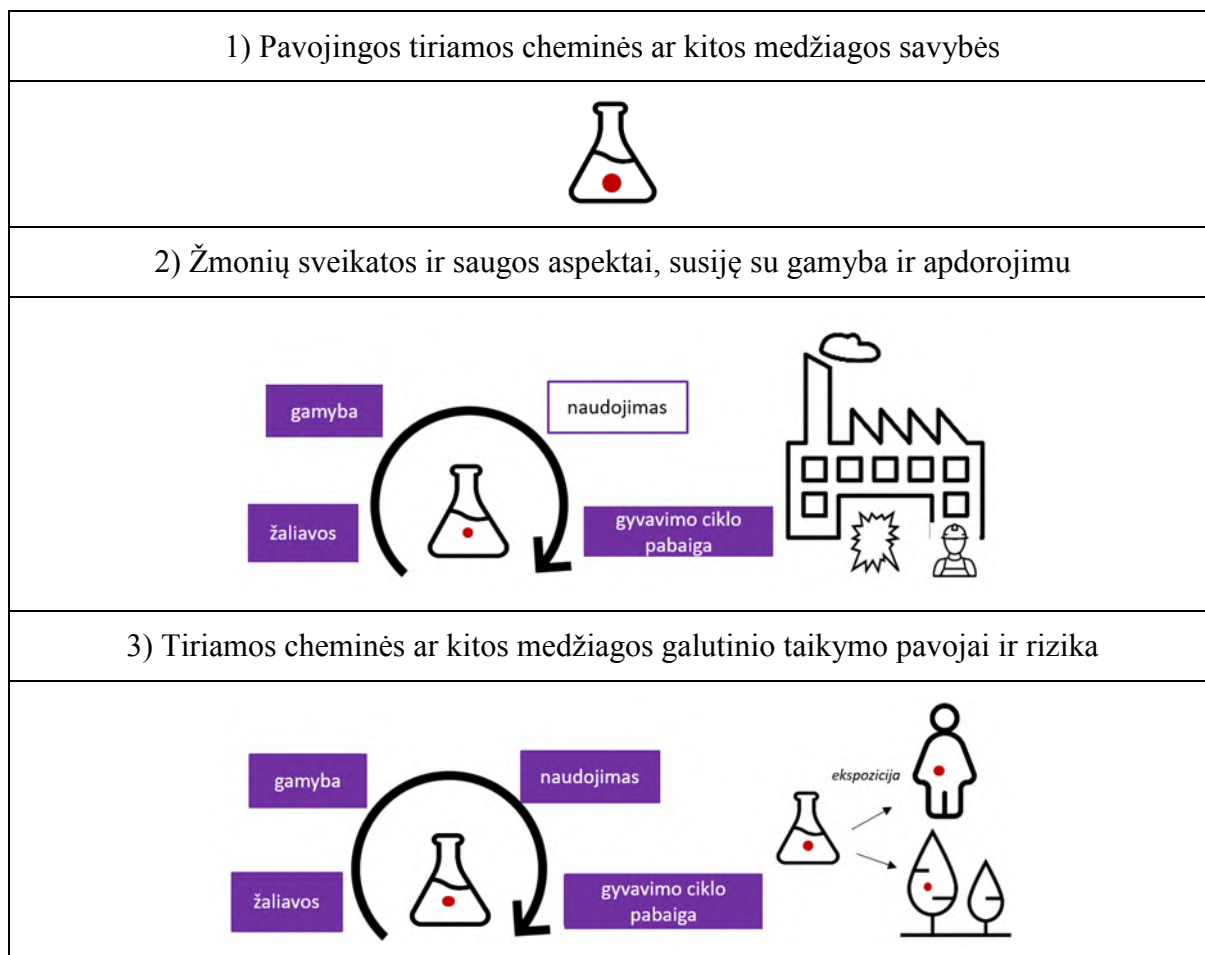 1) Pavojingos tiriamos cheminės ar kitos medžiagos savybės
2) Žmonių sveikatos ir saugos aspektai, susiję su gamyba ir apdorojimu
gamyba
naudojimas
žaliavos
gyvavimo ciklo
pabaiga
3) Tiriamos cheminės ar kitos medžiagos galutinio taikymo pavojai ir rizika
gamyba
naudojimas
ekspozicija
žaliavos
gyvavimo ciklo
pabaiga